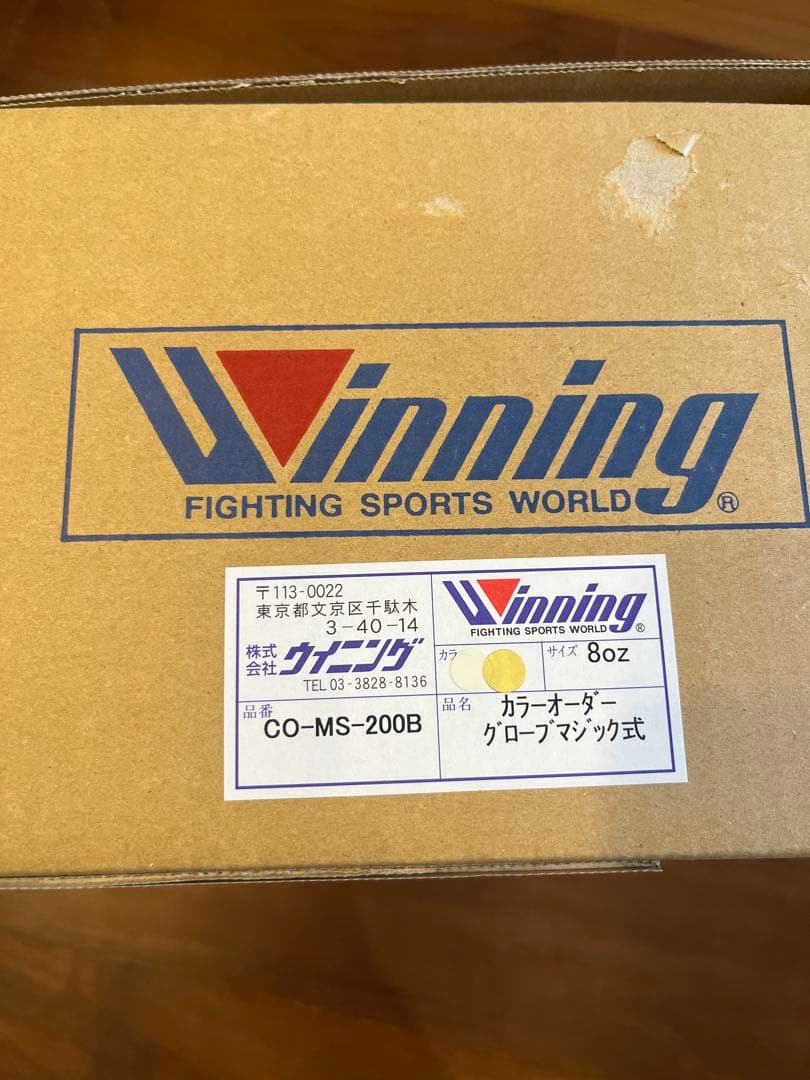 Winning
FIGHTING SPORTS WORLD®
〒113-0022
東京都文京区千駄木
3-40-14
株式会社 ウイニング
TEL 03-3828-8136
Winning
FIGHTING SPORTS WORLD®
カラ
サイズ 8oz
品番
CO-MS-200B
品名
カラーオーダー
グローブマジック式